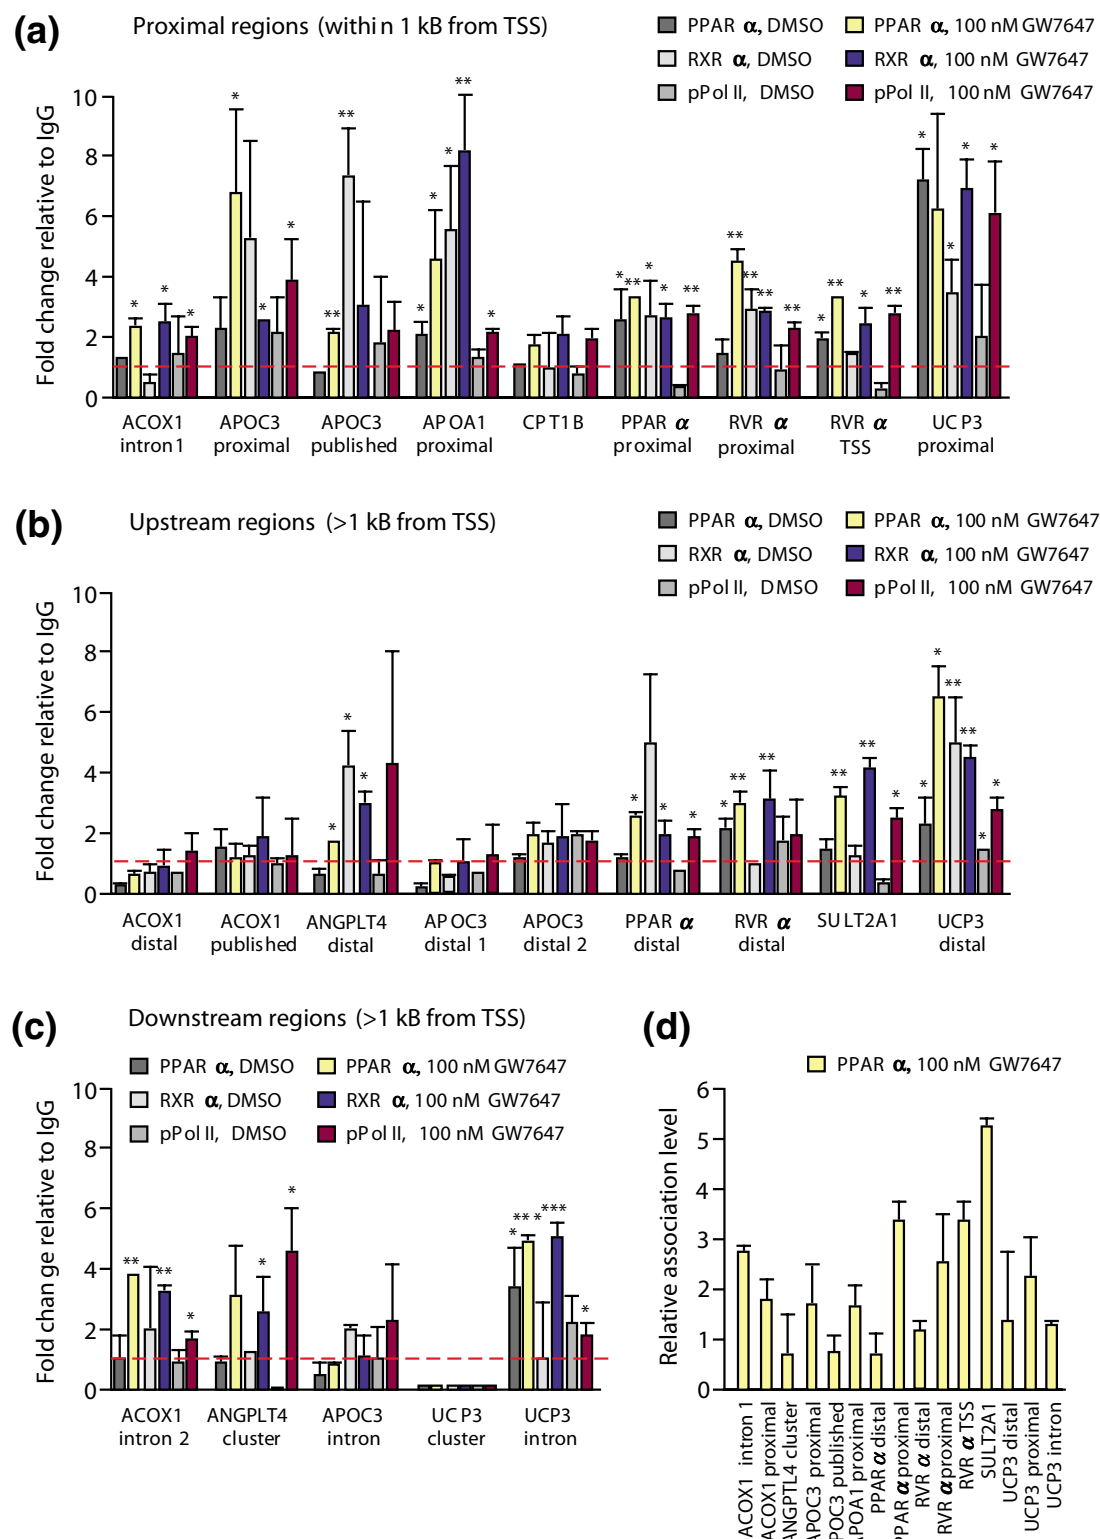 (a) Proximal regions (within 1 kB from TSS)
PPAR α, DMSO
PPAR α, 100 nM GW7647
RXR α, DMSO
RXR α, 100 nM GW7647
pPol II, DMSO
pPol II, 100 nM GW7647
Fold change relative to IgG
10
8
6
4
2
0
* * ** * * * * ** * * ** * * * * ** * * ** ** ** ** ** * ** * ** * * * *
ACOX1 intron1
APOC3 proximal
APOC3 published
APOA1 proximal
CPT1B
PPAR α proximal
RVR α proximal
RVR α TSS
UCP3 proximal
(b) Upstream regions (>1 kB from TSS)
PPAR α, DMSO
PPAR α, 100 nM GW7647
RXR α, DMSO
RXR α, 100 nM GW7647
pPol II, DMSO
pPol II, 100 nM GW7647
Fold change relative to IgG
10
8
6
4
2
0
* * * * * * * ** ** ** ** * * * ** ** * *
ACOX1 distal
ACOX1 published
ANGPLT4 distal
APOC3 distal 1
APOC3 distal 2
PPAR α distal
RVR α distal
SULT2A1
UCP3 distal
(c) Downstream regions (>1 kB from TSS)
PPAR α, DMSO
PPAR α, 100 nM GW7647
RXR α, DMSO
RXR α, 100 nM GW7647
pPol II, DMSO
pPol II, 100 nM GW7647
Fold change relative to IgG
10
8
6
4
2
0
** ** * * * * ** * *** *
ACOX1 intron 2
ANGPLT4 cluster
APOC3 intron
UCP3 cluster
UCP3 intron
(d)
PPAR α, 100 nM GW7647
Relative association level
6
5
4
3
2
1
0
ACOX1 intron 1
ACOX1 proximal
ANGPTL4 cluster
APOC3 proximal
POC3 published
APOA1 proximal
PPAR α distal
PPAR α proximal
RVR α distal
RVR α proximal
RVR α TSS
SULT2A1
UCP3 distal
UCP3 proximal
UCP3 intron